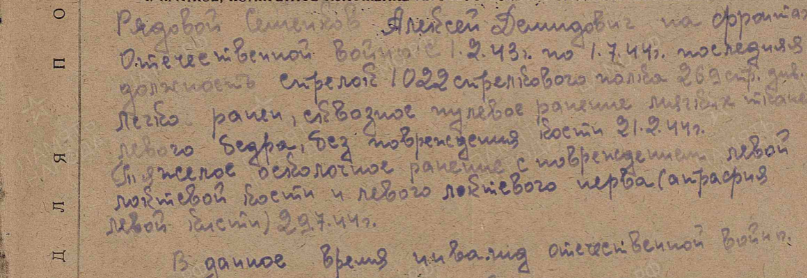 Рядовой Семенков Алексей Демидович на фронтах
Отечественной войны с 1.2.43г. по 1.7.44г. последняя
должность стрелок 1022 стрелкового полка 269 стр. див.
легко ранен, сквозное пулевое ранение мягких ткане
левого бедра, без повреждения кости 21.2.44г.
Тяжелое осколочное ранение с повреждением левой
локтевой кости и левого локтевого нерва (атрофия
левой кисти) 29.7.44г.
В данное время инвалид отечественной войны.
Д Л Я П О